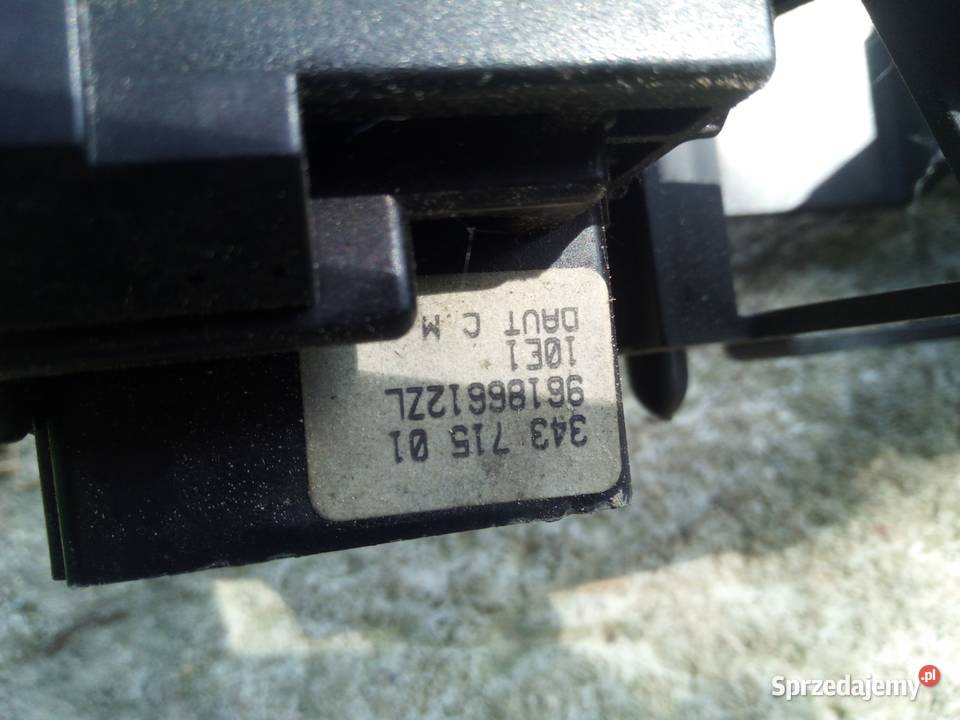 343 715 01
96186612ZL
10E1
DAUT C.M
Sprzedajemy.pl